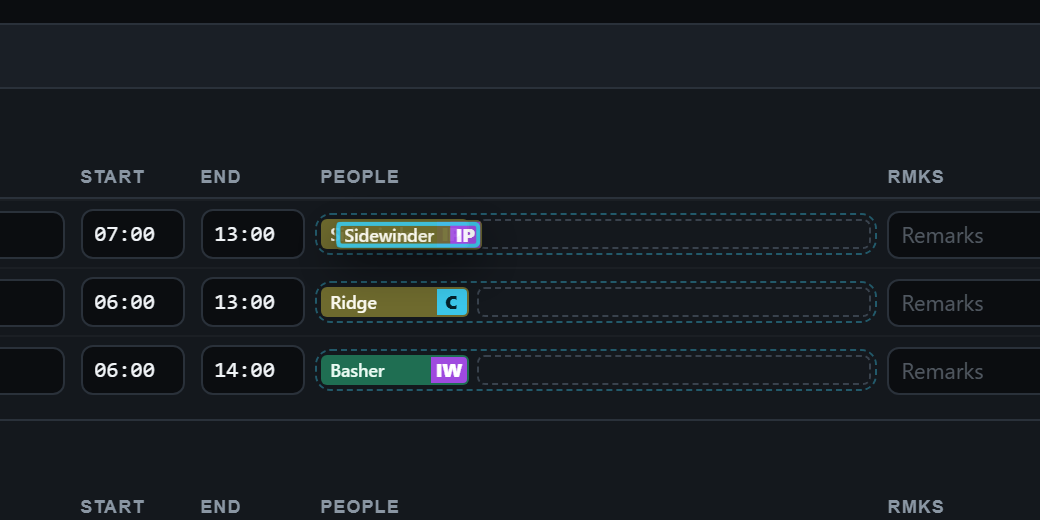 START END PEOPLE RMKS
07:00 13:00 Sidewinder IP Remarks
06:00 13:00 Ridge C Remarks
06:00 14:00 Basher IW Remarks
START END PEOPLE RMKS